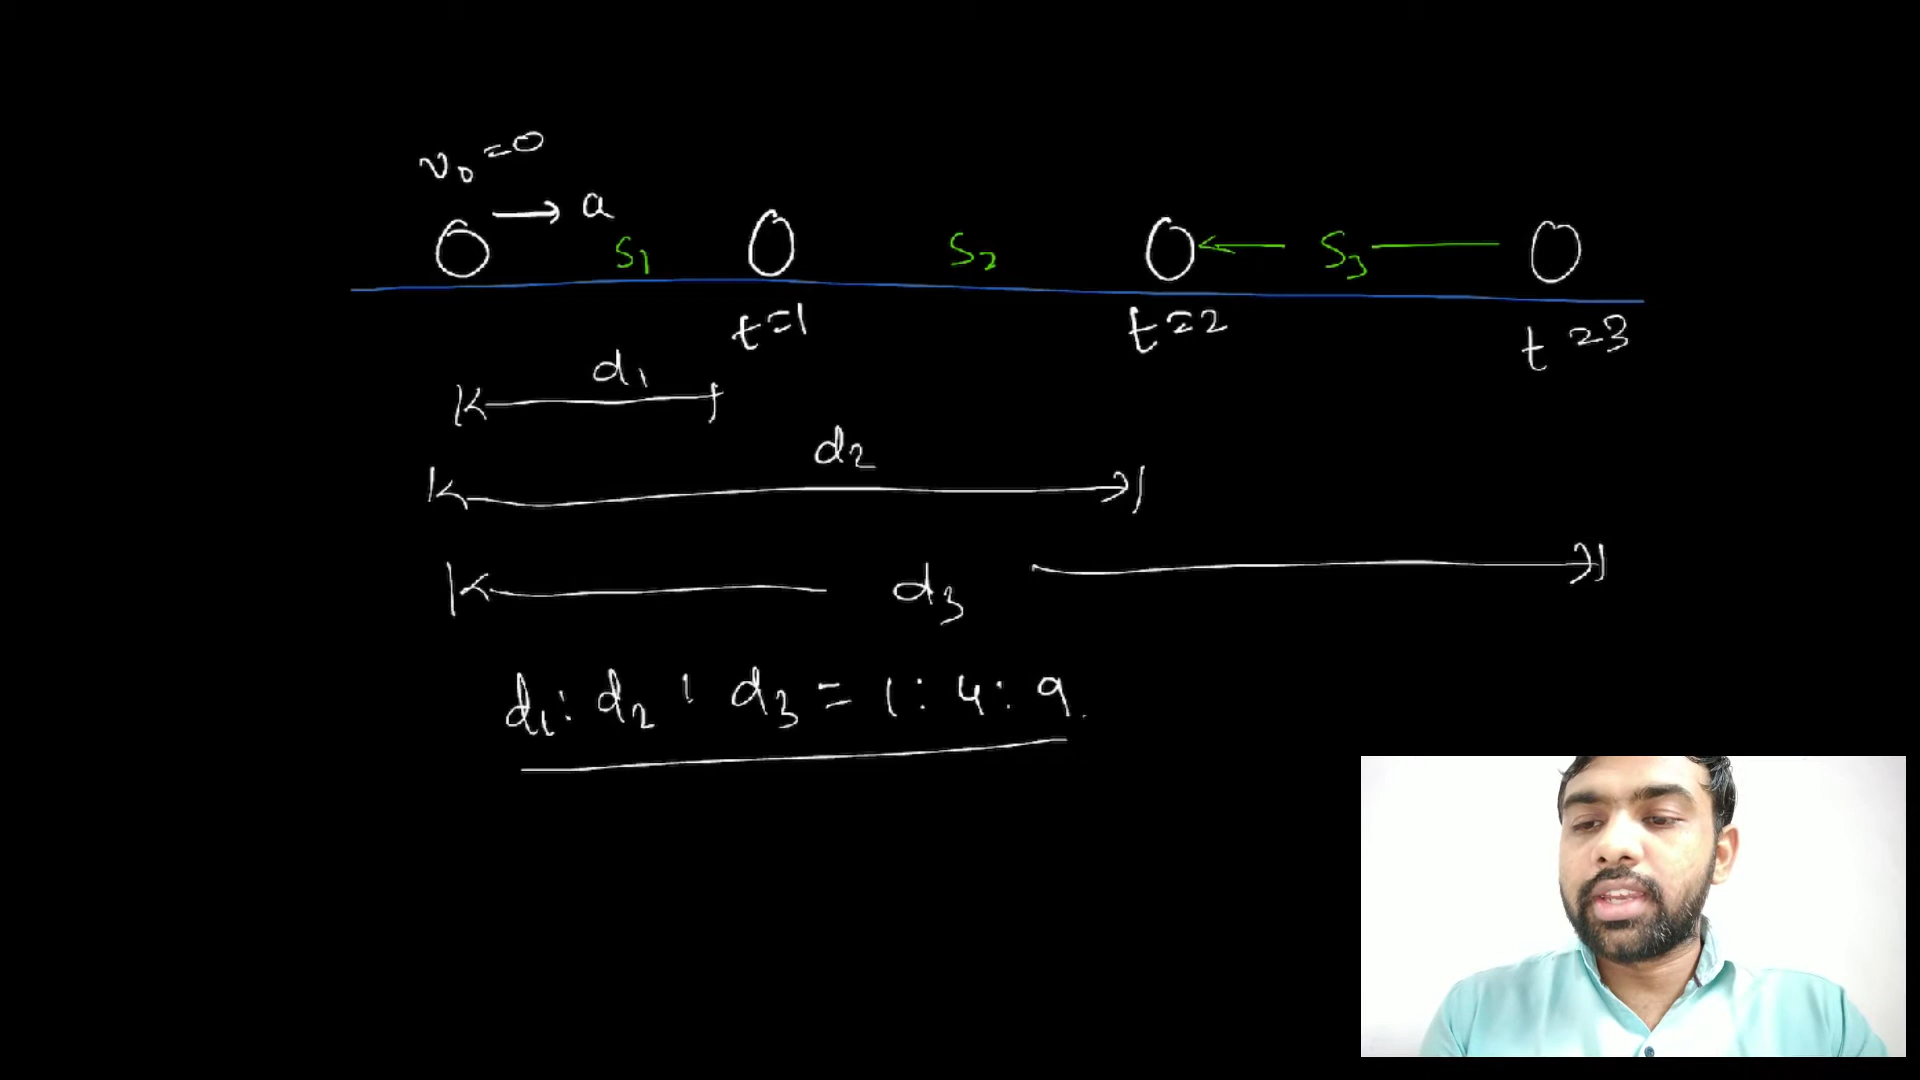 v₀ = 0
→ a
S₁ S₂ S₃
t=1 t=2 t=3
d₁
d₂
d₃
d₁ : d₂ : d₃ = 1 : 4 : 9.